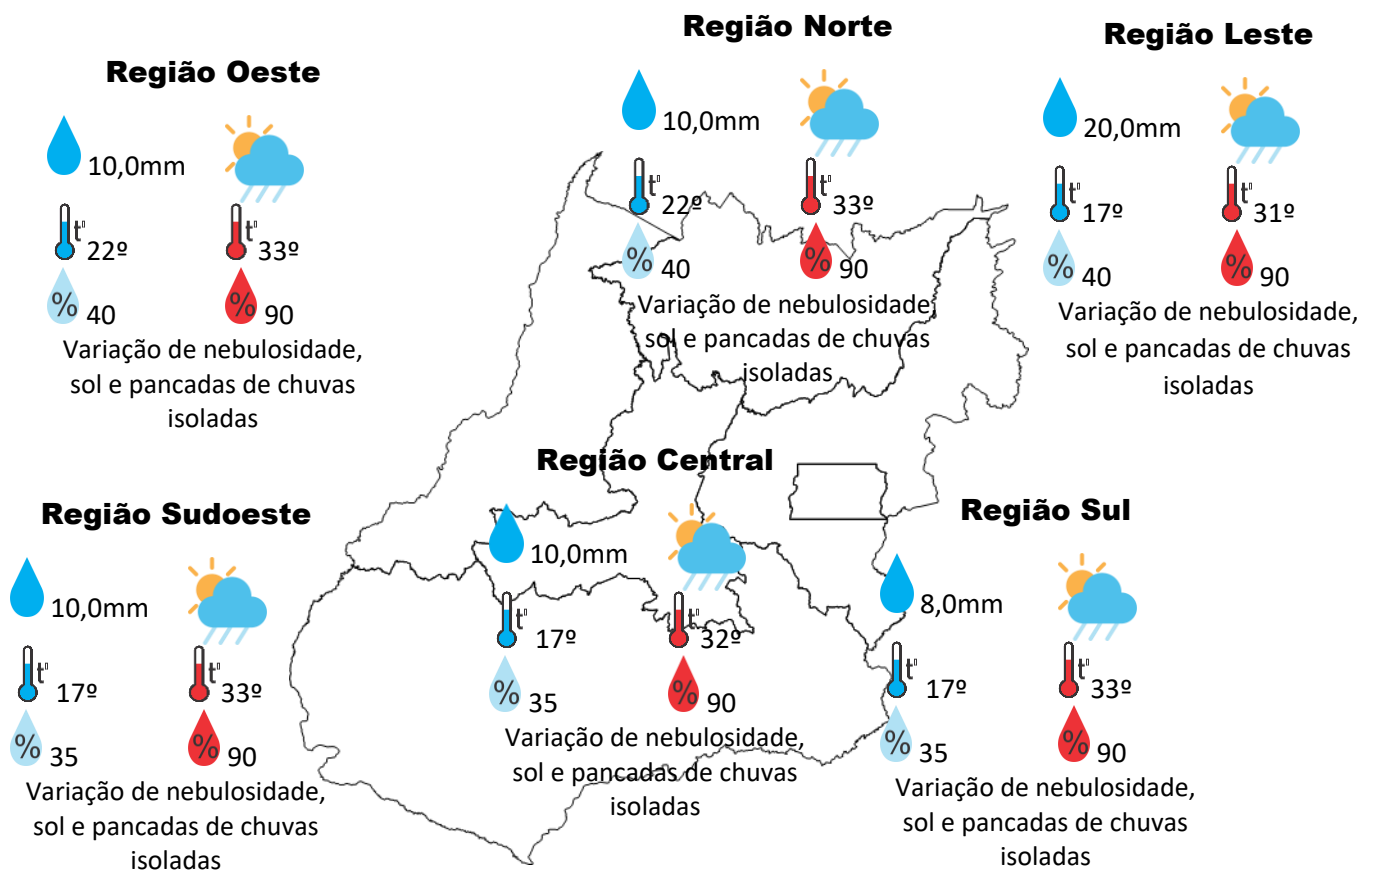 Região Norte
10,0mm
t°
22º
t°
33º
%
40
%
90
Variação de nebulosidade,
sol e pancadas de chuvas
isoladas
Região Leste
20,0mm
t°
17º
t°
31º
%
40
%
90
Variação de nebulosidade,
sol e pancadas de chuvas
isoladas
Região Oeste
10,0mm
t°
22º
t°
33º
%
40
%
90
Variação de nebulosidade,
sol e pancadas de chuvas
isoladas
Região Central
10,0mm
t°
17º
t°
32º
%
35
%
90
Variação de nebulosidade,
sol e pancadas de chuvas
isoladas
Região Sudoeste
10,0mm
t°
17º
t°
33º
%
35
%
90
Variação de nebulosidade,
sol e pancadas de chuvas
isoladas
Região Sul
8,0mm
t°
17º
t°
33º
%
35
%
90
Variação de nebulosidade,
sol e pancadas de chuvas
isoladas